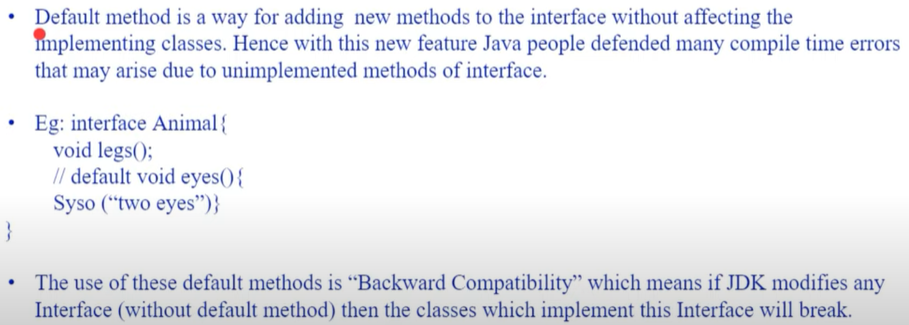 • Default method is a way for adding new methods to the interface without affecting the
implementing classes. Hence with this new feature Java people defended many compile time errors
that may arise due to unimplemented methods of interface.
• Eg: interface Animal{
void legs();
// default void eyes(){
Syso (“two eyes”)}
}
• The use of these default methods is “Backward Compatibility” which means if JDK modifies any
Interface (without default method) then the classes which implement this Interface will break.